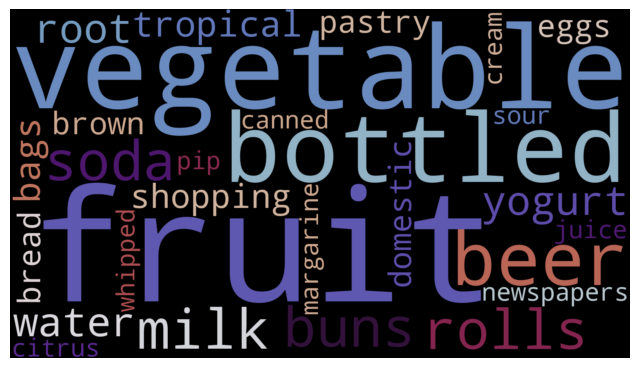 root
tropical
pastry
cream
eggs
vegetable
brown
canned
sour
bags
soda
pip
bottled
shopping
domestic
yogurt
bread
whipped
fruit
margarine
juice
beer
newspapers
water
milk
buns
rolls
citrus